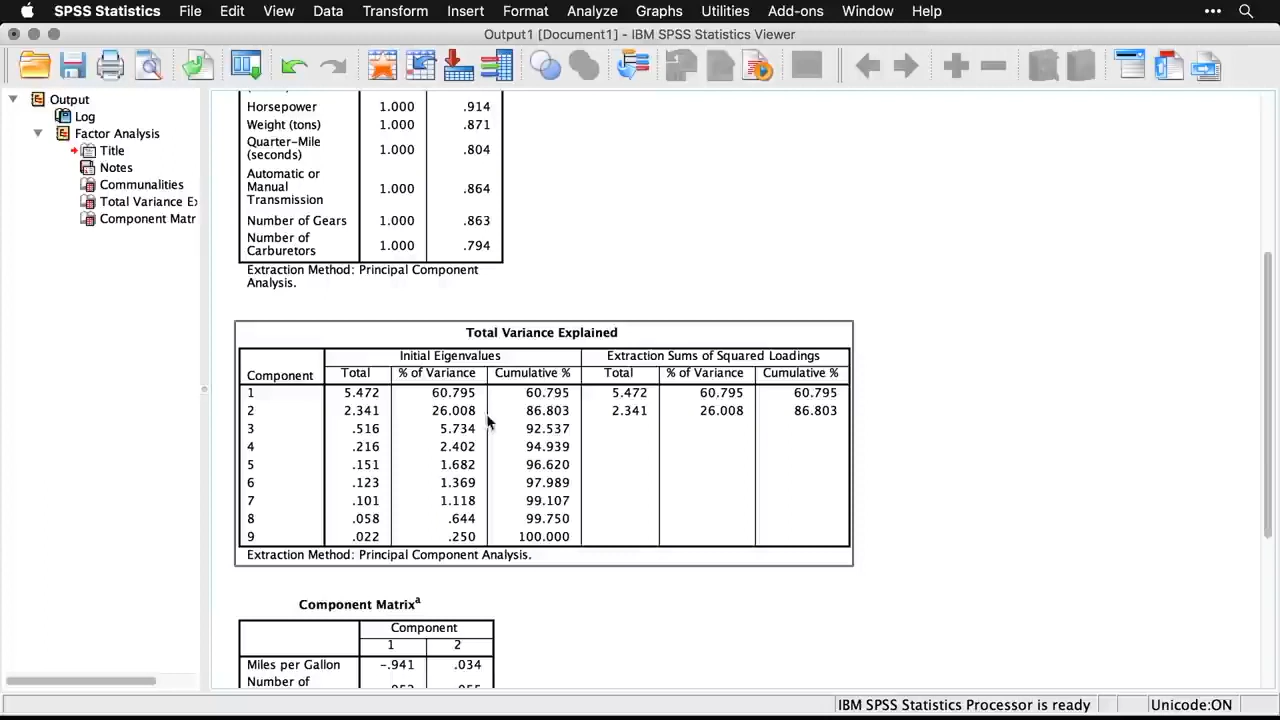 SPSS Statistics File Edit View Data Transform Insert Format Analyze Graphs Utilities Add-ons Window Help
Output1 [Document1] - IBM SPSS Statistics Viewer
Output
Log
Factor Analysis
Title
Notes
Communalities
Total Variance E
Component Matr
Horsepower 1.000 .914
Weight (tons) 1.000 .871
Quarter-Mile
(seconds) 1.000 .804
Automatic or
Manual
Transmission 1.000 .864
Number of Gears 1.000 .863
Number of
Carburetors 1.000 .794
Extraction Method: Principal Component
Analysis.
Total Variance Explained
Initial Eigenvalues Extraction Sums of Squared Loadings
Component Total % of Variance Cumulative % Total % of Variance Cumulative %
1 5.472 60.795 60.795 5.472 60.795 60.795
2 2.341 26.008 86.803 2.341 26.008 86.803
3 .516 5.734 92.537
4 .216 2.402 94.939
5 .151 1.682 96.620
6 .123 1.369 97.989
7 .101 1.118 99.107
8 .058 .644 99.750
9 .022 .250 100.000
Extraction Method: Principal Component Analysis.
Component Matrixa
Component
1 2
Miles per Gallon -.941 .034
Number of
IBM SPSS Statistics Processor is ready Unicode:ON